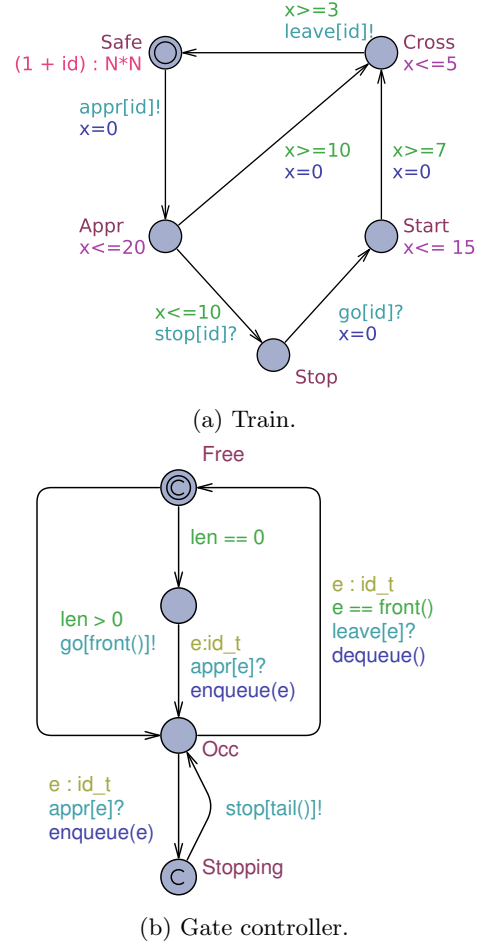 Safe
(1 + id) : N*N
x>=3
leave[id]!
Cross
x<=5
appr[id]!
x=0
x>=10
x=0
x>=7
x=0
Appr
x<=20
Start
x<= 15
x<=10
stop[id]?
go[id]?
x=0
Stop
(a) Train.
Free
C
len == 0
len > 0
go[front()]!
e:id_t
appr[e]?
enqueue(e)
e : id_t
e == front()
leave[e]?
dequeue()
Occ
e : id_t
appr[e]?
enqueue(e)
stop[tail()]!
C
Stopping
(b) Gate controller.